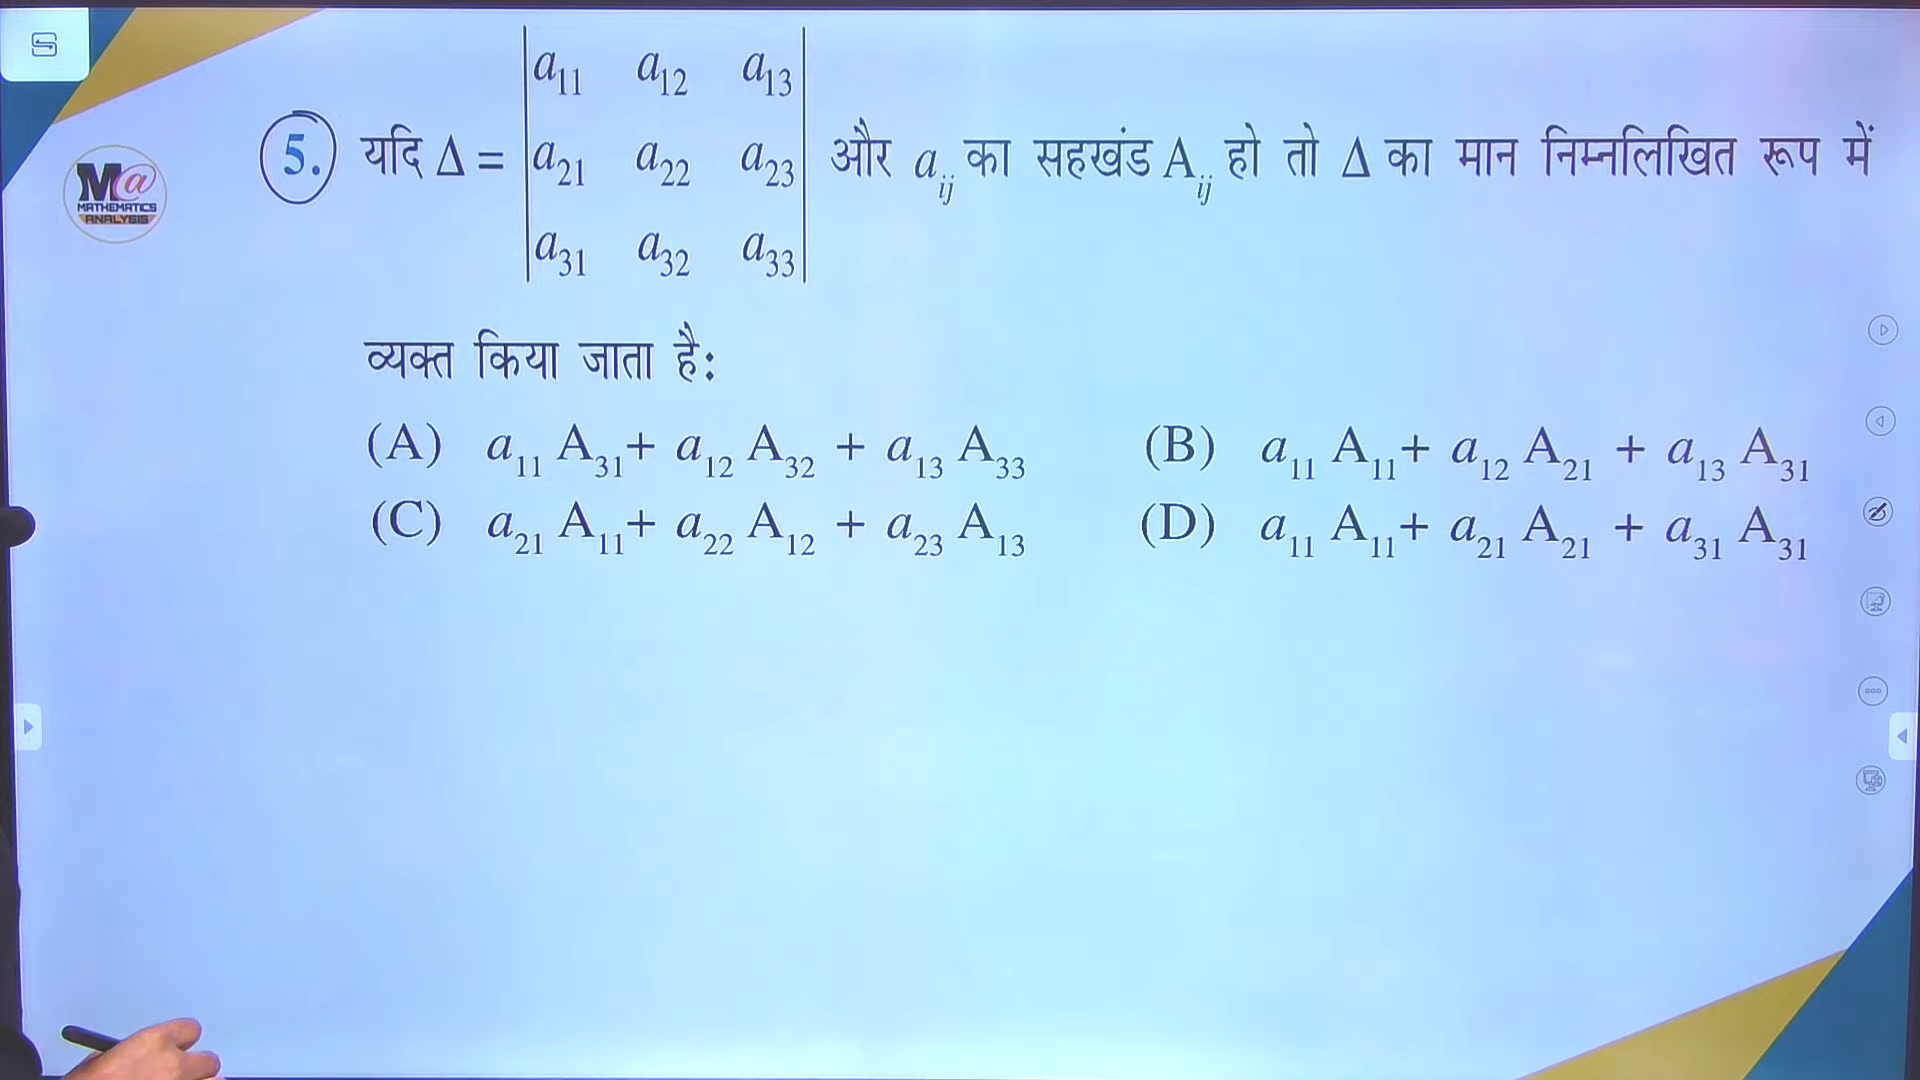 M@
MATHEMATICS
ANALYSIS
5. यदि Δ = |a₁₁ a₁₂ a₁₃|
|a₂₁ a₂₂ a₂₃| और aᵢⱼ का सहखंड Aᵢⱼ हो तो Δ का मान निम्नलिखित रूप में
|a₃₁ a₃₂ a₃₃|
व्यक्त किया जाता है:
(A) a₁₁ A₃₁+ a₁₂ A₃₂ + a₁₃ A₃₃
(B) a₁₁ A₁₁+ a₁₂ A₂₁ + a₁₃ A₃₁
(C) a₂₁ A₁₁+ a₂₂ A₁₂ + a₂₃ A₁₃
(D) a₁₁ A₁₁+ a₂₁ A₂₁ + a₃₁ A₃₁